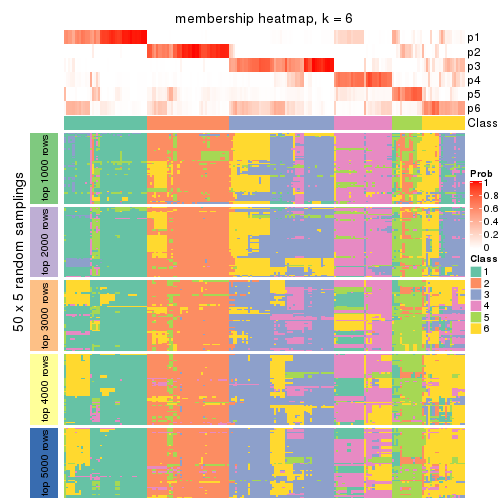 membership heatmap, k = 6
p1
p2
p3
p4
p5
p6
Class
50 x 5 random samplings
top 1000 rows
top 2000 rows
top 3000 rows
top 4000 rows
top 5000 rows
Prob
1
0.8
0.6
0.4
0.2
0
Class
1
2
3
4
5
6